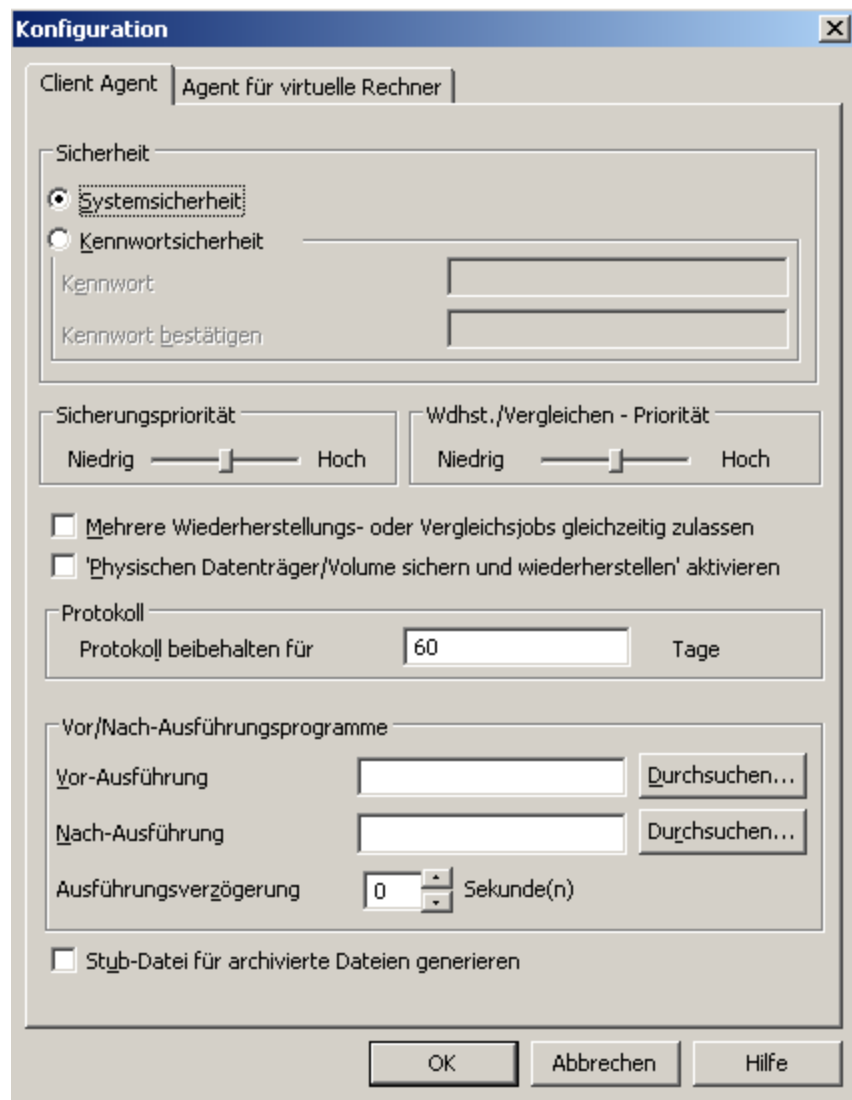 Konfiguration
Client Agent
Agent für virtuelle Rechner
Sicherheit
Systemsicherheit
Kennwortsicherheit
Kennwort
Kennwort bestätigen
Sicherungspriorität
Niedrig Hoch
Wdhst./Vergleichen - Priorität
Niedrig Hoch
Mehrere Wiederherstellungs- oder Vergleichsjobs gleichzeitig zulassen
'Physischen Datenträger/Volume sichern und wiederherstellen' aktivieren
Protokoll
Protokoll beibehalten für 60 Tage
Vor/Nach-Ausführungsprogramme
Vor-Ausführung Durchsuchen...
Nach-Ausführung Durchsuchen...
Ausführungsverzögerung 0 Sekunde(n)
Stub-Datei für archivierte Dateien generieren
OK Abbrechen Hilfe